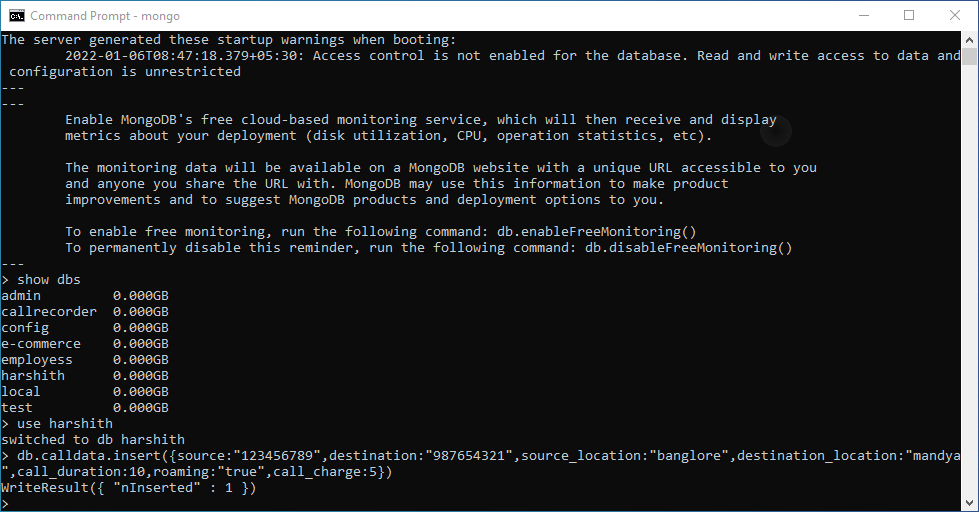 Command Prompt - mongo
The server generated these startup warnings when booting:
        2022-01-06T08:47:18.379+05:30: Access control is not enabled for the database. Read and write access to data and
 configuration is unrestricted
---
---
        Enable MongoDB's free cloud-based monitoring service, which will then receive and display
        metrics about your deployment (disk utilization, CPU, operation statistics, etc).

        The monitoring data will be available on a MongoDB website with a unique URL accessible to you
        and anyone you share the URL with. MongoDB may use this information to make product
        improvements and to suggest MongoDB products and deployment options to you.

        To enable free monitoring, run the following command: db.enableFreeMonitoring()
        To permanently disable this reminder, run the following command: db.disableFreeMonitoring()
---
> show dbs
admin         0.000GB
callrecorder  0.000GB
config        0.000GB
e-commerce    0.000GB
employess     0.000GB
harshith      0.000GB
local         0.000GB
test          0.000GB
> use harshith
switched to db harshith
> db.calldata.insert({source:"123456789",destination:"987654321",source_location:"banglore",destination_location:"mandya
",call_duration:10,roaming:"true",call_charge:5})
WriteResult({ "nInserted" : 1 })
>